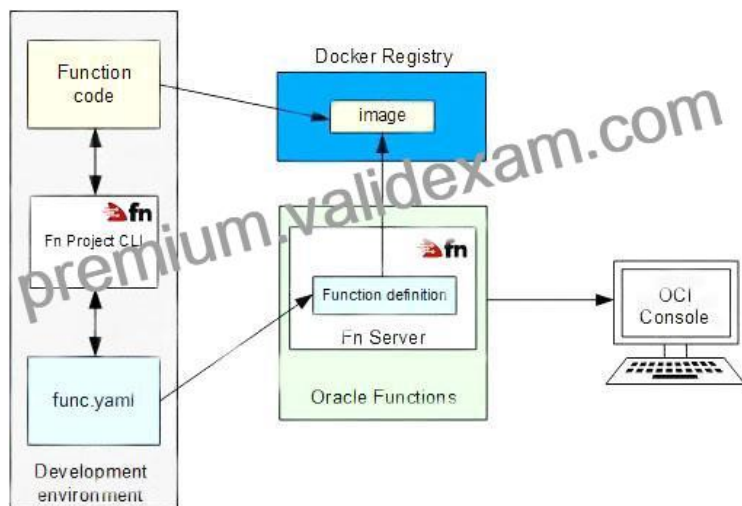 Function
code
fn
Fn Project CLI
func.yaml
Development
environment
Docker Registry
image
fn
Function definition
Fn Server
Oracle Functions
OCI
Console
premium.validexam.com